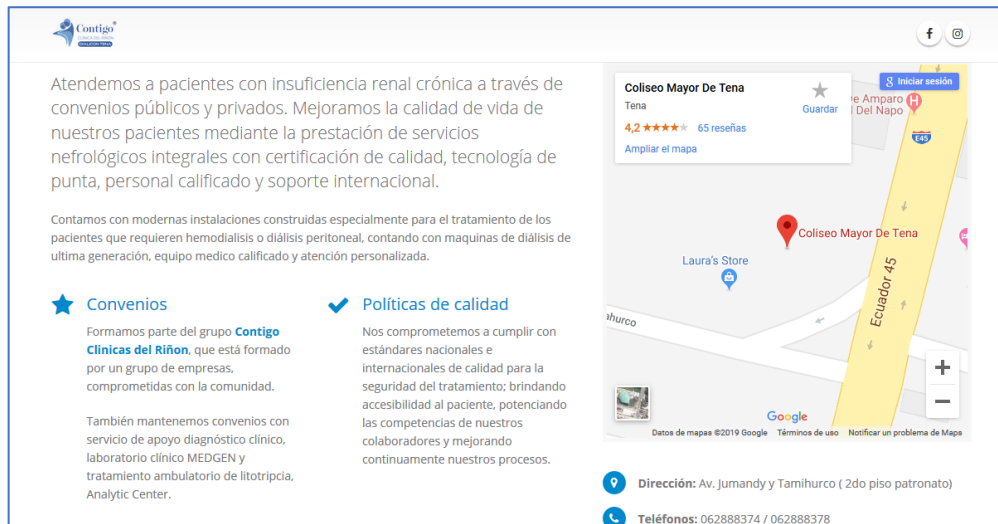 Contigo®
CLINICA DEL RIÑON
Atendemos a pacientes con insuficiencia renal crónica a través de
convenios públicos y privados. Mejoramos la calidad de vida de
nuestros pacientes mediante la prestación de servicios
nefrológicos integrales con certificación de calidad, tecnología de
punta, personal calificado y soporte internacional.
Contamos con modernas instalaciones construidas especialmente para el tratamiento de los
pacientes que requieren hemodialisis o diálisis peritoneal, contando con maquinas de diálisis de
ultima generación, equipo medico calificado y atención personalizada.
Convenios
Formamos parte del grupo Contigo
Clinicas del Riñon, que está formado
por un grupo de empresas,
comprometidas con la comunidad.
También mantenemos convenios con
servicio de apoyo diagnóstico clínico,
laboratorio clínico MEDGEN y
tratamiento ambulatorio de litotripcia,
Analytic Center.
Políticas de calidad
Nos comprometemos a cumplir con
estándares nacionales e
internacionales de calidad para la
seguridad del tratamiento; brindando
accesibilidad al paciente, potenciando
las competencias de nuestros
colaboradores y mejorando
continuamente nuestros procesos.
Coliseo Mayor De Tena
Tena
4,2 65 reseñas
Ampliar el mapa
Guardar
Iniciar sesión
e Amparo
l Del Napo
H
E45
Coliseo Mayor De Tena
Laura's Store
Ecuador 45
ahurco
+
−
Google
Datos de mapas ©2019 Google Términos de uso Notificar un problema de Maps
Dirección: Av. Jumandy y Tamihurco ( 2do piso patronato)
Teléfonos: 062888374 / 062888378